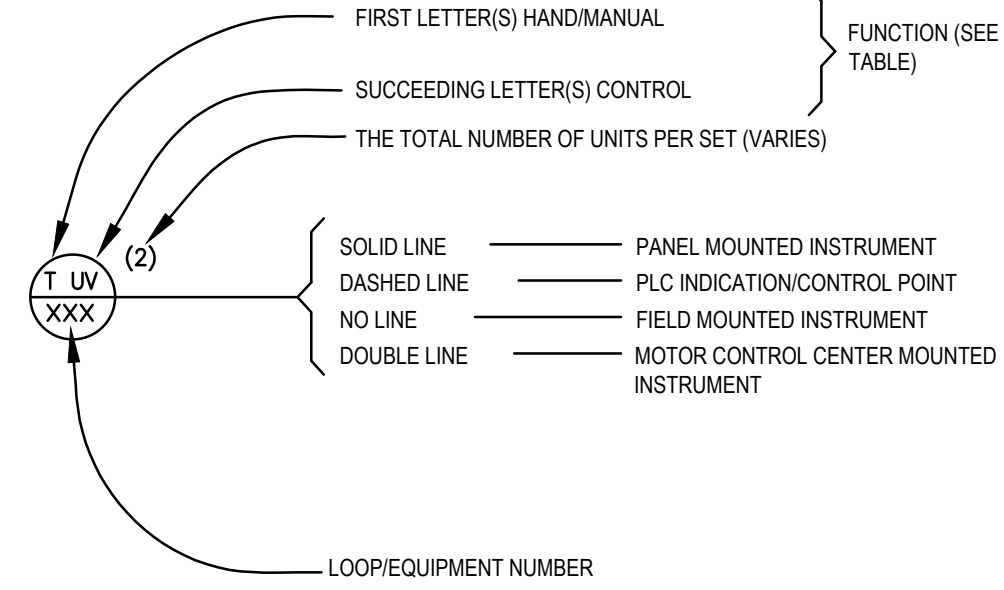 FIRST LETTER(S) HAND/MANUAL
FUNCTION (SEE
TABLE)
SUCCEEDING LETTER(S) CONTROL
THE TOTAL NUMBER OF UNITS PER SET (VARIES)
(2)
T UV
XXX
SOLID LINE PANEL MOUNTED INSTRUMENT
DASHED LINE PLC INDICATION/CONTROL POINT
NO LINE FIELD MOUNTED INSTRUMENT
DOUBLE LINE MOTOR CONTROL CENTER MOUNTED
INSTRUMENT
LOOP/EQUIPMENT NUMBER